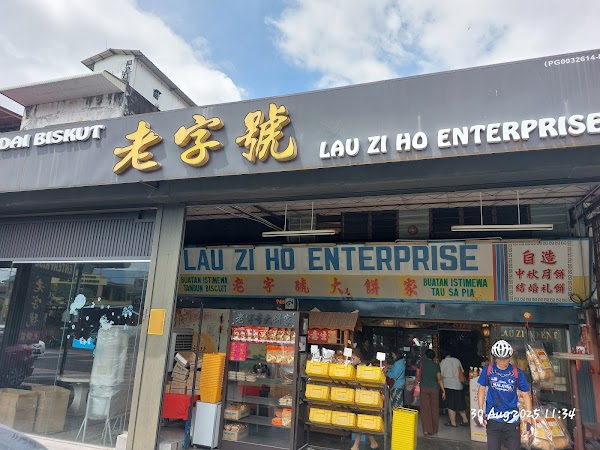 (PG0032614-
DAI BISKUT
老字號
LAU ZI HO ENTERPRISE
LAU ZI HO ENTERPRISE
BUATAN ISTIMEWA
TAMBUN BISCUIT
老字號大餅家
BUATAN ISTIMEWA
TAU SA PIA
自造
中秋月餅
結婚禮餅
30 Aug 2025 11:34